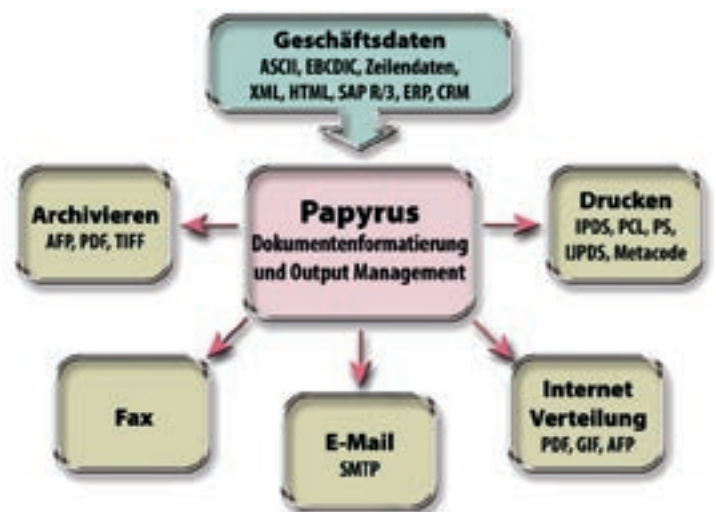 Geschäftsdaten
ASCII, EBCDIC, Zeilendaten,
XML, HTML, SAP R/3, ERP, CRM
Archivieren
AFP, PDF, TIFF
Papyrus
Dokumentenformatierung
und Output Management
Drucken
IPDS, PCL, PS,
IJPDS, Metacode
Fax
E-Mail
SMTP
Internet
Verteilung
PDF, GIF, AFP